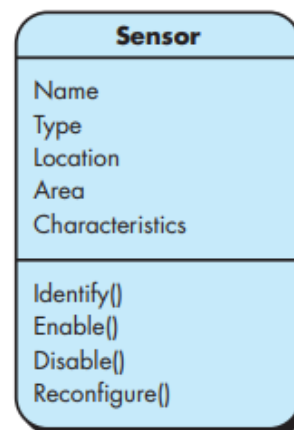 Sensor
Name
Type
Location
Area
Characteristics
Identify()
Enable()
Disable()
Reconfigure()